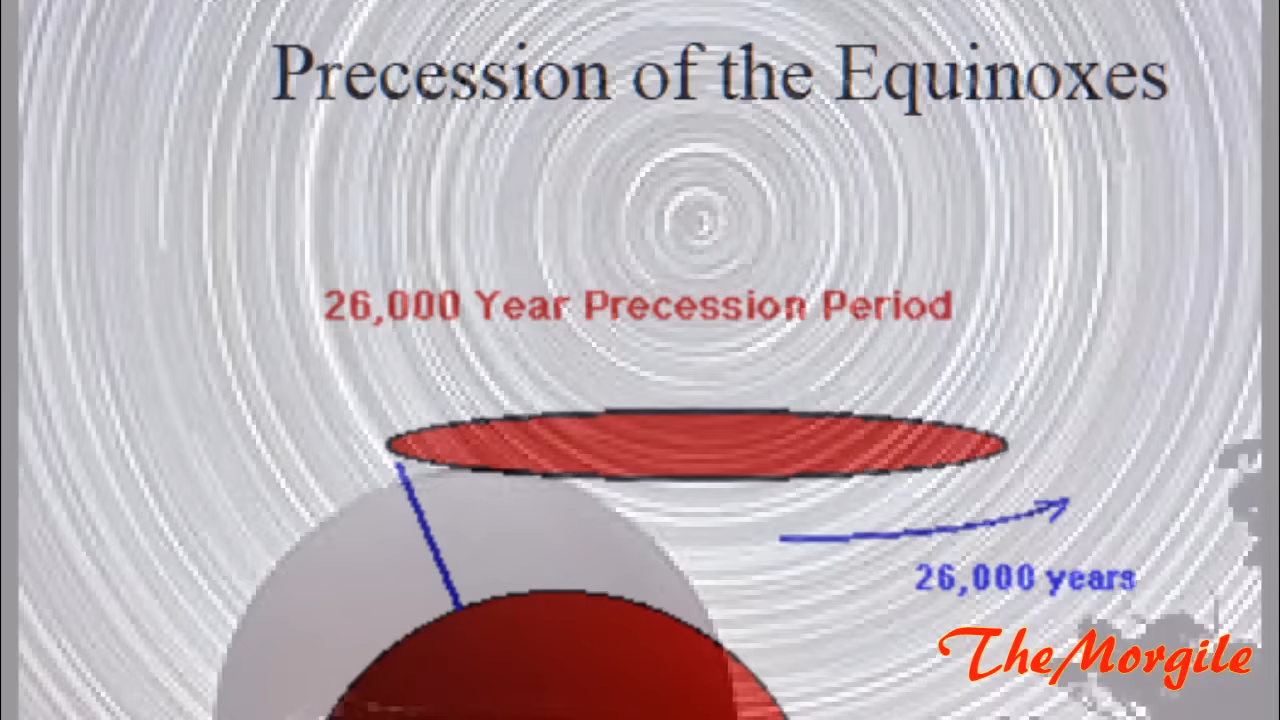 Precession of the Equinoxes
26,000 Year Precession Period
26,000 years
TheMorgile